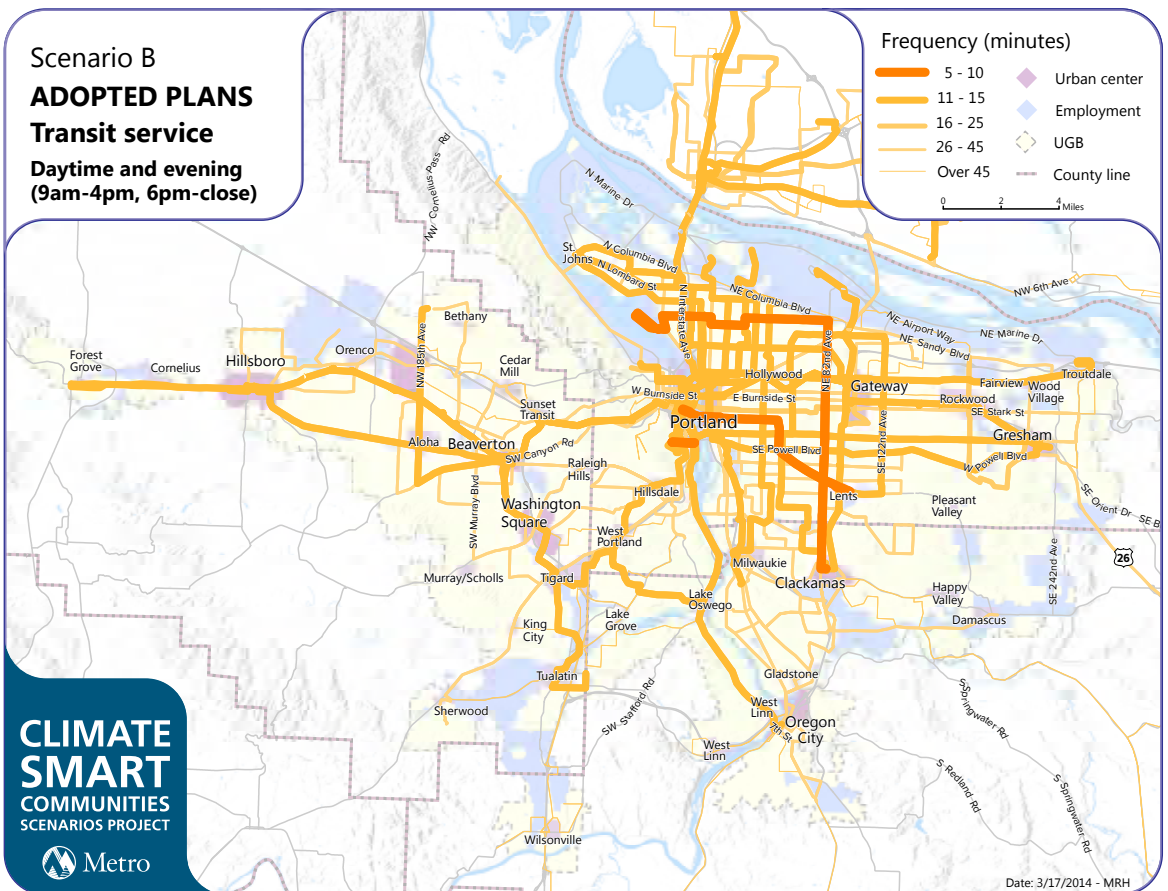 Scenario B
ADOPTED PLANS
Transit service
Daytime and evening
(9am-4pm, 6pm-close)
Frequency (minutes)
5 - 10
11 - 15
16 - 25
26 - 45
Over 45
Urban center
Employment
UGB
County line
0 2 4 Miles
NW Cornelius Pass Rd
N Marine Dr
St.
Johns
N Columbia Blvd
N Lombard St
N Interstate Ave
NE Columbia Blvd
NW 6th Ave
NE Airport Way
NE Marine Dr
NE Sandy Blvd
NE 82nd Ave
Bethany
NW 185th Ave
Orenco
Hillsboro
Forest
Grove
Cornelius
Cedar
Mill
Sunset
Transit
W Burnside St
Hollywood
E Burnside St
Gateway
Fairview
Wood
Village
Troutdale
Rockwood
SE Stark St
Portland
Aloha
Beaverton
SW Canyon Rd
Raleigh
Hills
SE Powell Blvd
SE 122nd Ave
Gresham
W Powell Blvd
SW Murray Blvd
Washington
Square
Hillsdale
Lents
Pleasant
Valley
SE Orient Dr
SE B
West
Portland
26
Murray/Scholls
Tigard
Milwaukie
Clackamas
SE 242nd Ave
Happy
Valley
Damascus
Lake
Oswego
Lake
Grove
King
City
Tualatin
Gladstone
Sherwood
SW Stafford Rd
West
Linn
7th St
Oregon
City
West
Linn
S Springwater Rd
S Redland Rd
S Springwater Rd
Wilsonville
CLIMATE
SMART
COMMUNITIES
SCENARIOS PROJECT
Metro
Date: 3/17/2014 - MRH